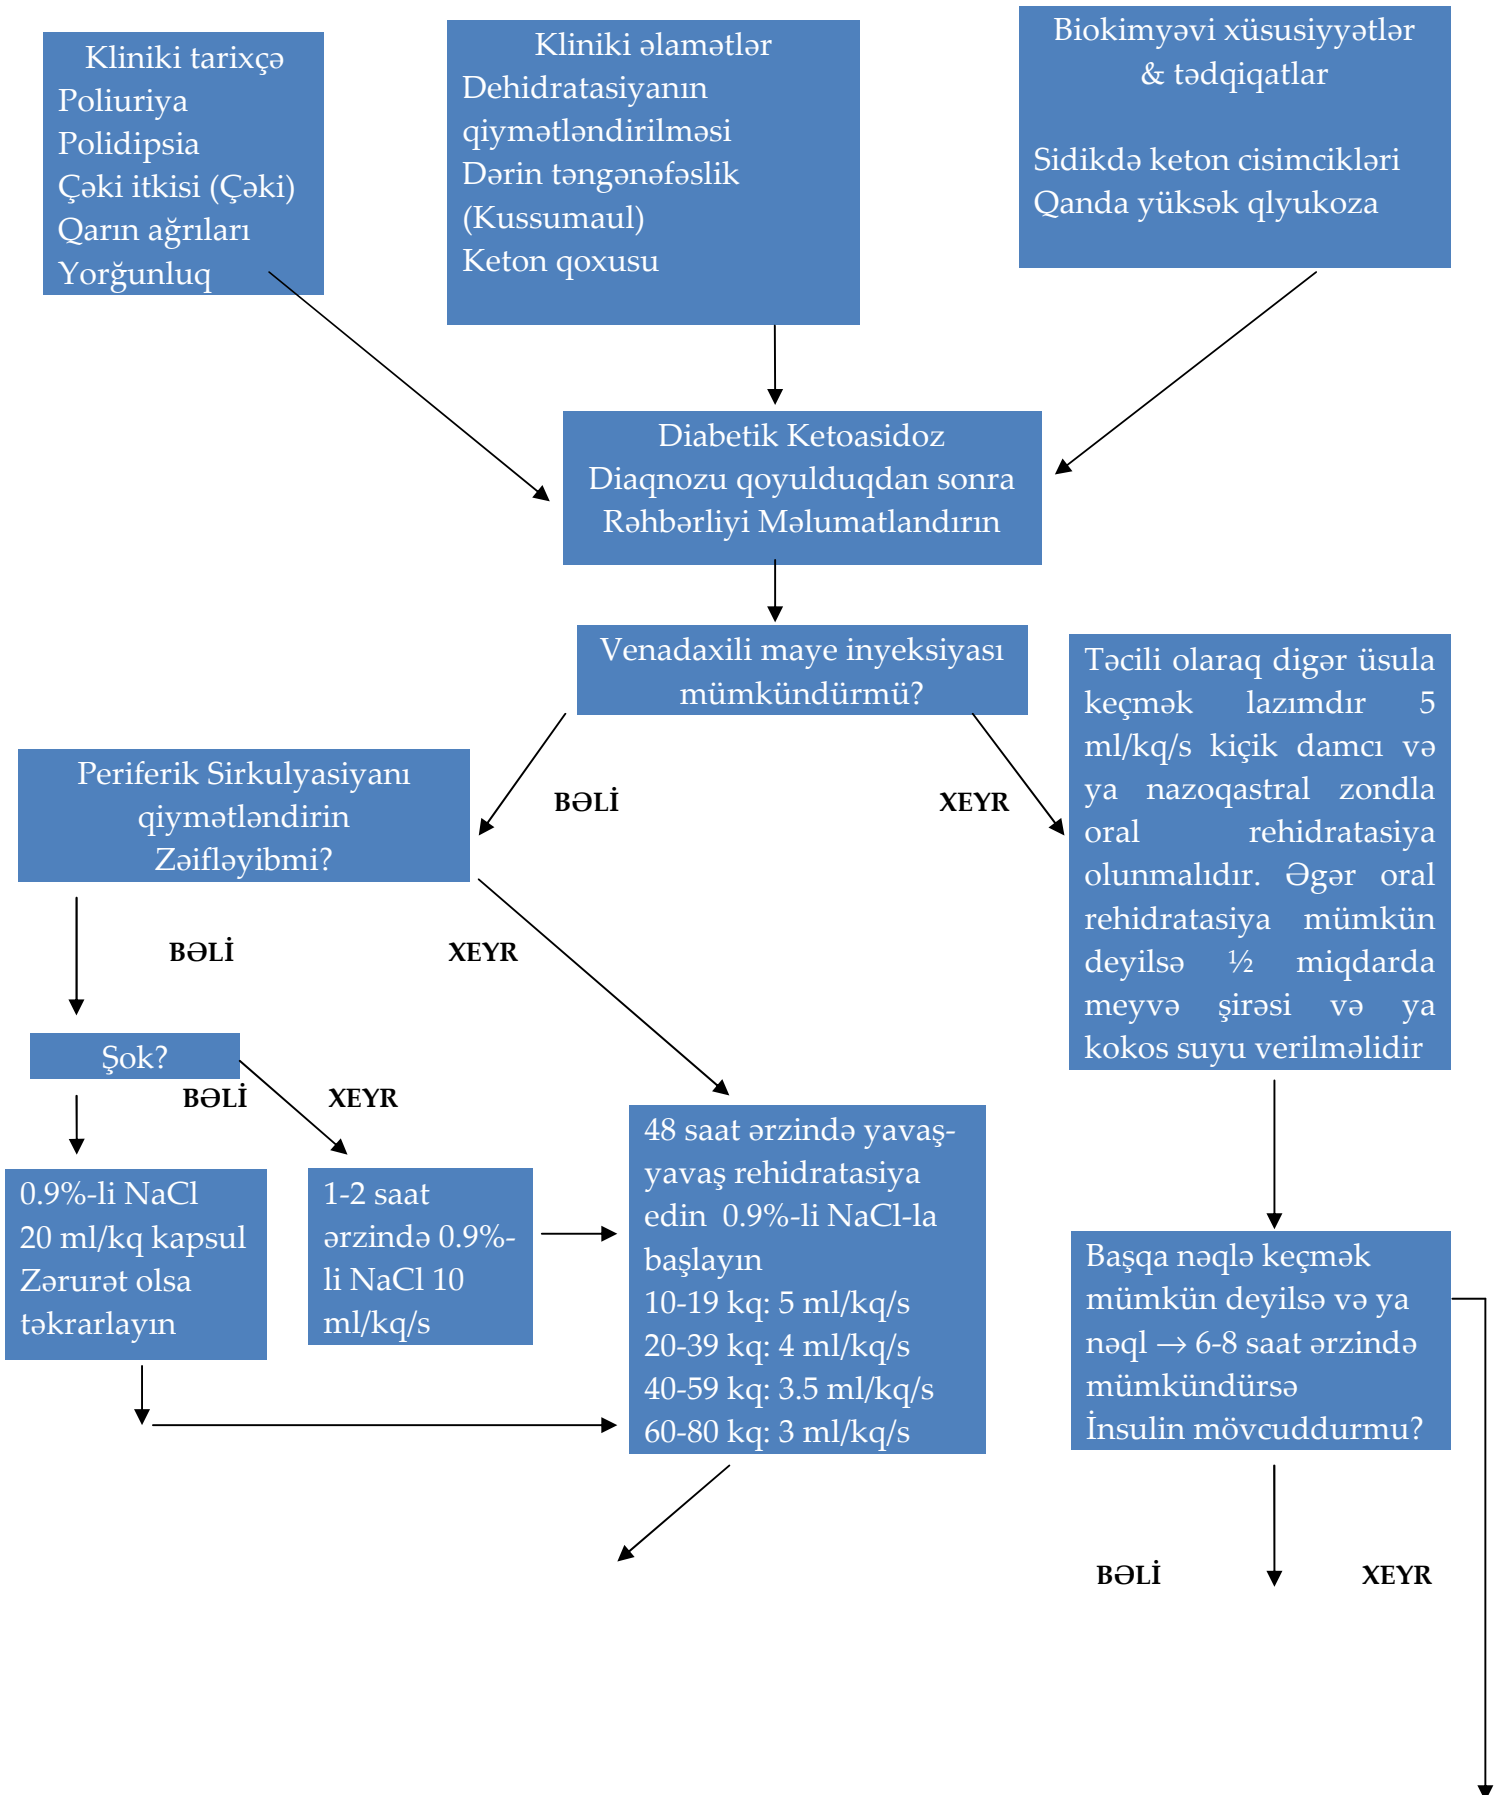 Kliniki tarixçə
Poliuriya
Polidipsia
Çəki itkisi (Çəki)
Qarın ağrıları
Yorğunluq
Kliniki əlamətlər
Dehidratasiyanın
qiymətləndirilməsi
Dərin təngənəfəslik
(Kussumaul)
Keton qoxusu
Biokimyəvi xüsusiyyətlər
& tədqiqatlar
Sidikdə keton cisimcikləri
Qanda yüksək qlyukoza
Diabetik Ketoasidoz
Diaqnozu qoyulduqdan sonra
Rəhbərliyi Məlumatlandırın
Venadaxili maye inyeksiyası
mümkündürmü?
BƏLİ
XEYR
Təcili olaraq digər üsula
keçmək lazımdır 5
ml/kq/s kiçik damcı və
ya nazoqastral zondla
oral rehidratasiya
olunmalıdır. Əgər oral
rehidratasiya mümkün
deyilsə ½ miqdarda
meyvə şirəsi və ya
kokos suyu verilməlidir
Periferik Sirkulyasiyanı
qiymətləndirin
Zəifləyibmi?
BƏLİ
XEYR
Şok?
BƏLİ
XEYR
0.9%-li NaCl
20 ml/kq kapsul
Zərurət olsa
təkrarlayın
1-2 saat
ərzində 0.9%-
li NaCl 10
ml/kq/s
48 saat ərzində yavaş-
yavaş rehidratasiya
edin 0.9%-li NaCl-la
başlayın
10-19 kq: 5 ml/kq/s
20-39 kq: 4 ml/kq/s
40-59 kq: 3.5 ml/kq/s
60-80 kq: 3 ml/kq/s
Başqa nəqlə keçmək
mümkün deyilsə və ya
nəql → 6-8 saat ərzində
mümkündürsə
İnsulin mövcuddurmu?
BƏLİ
XEYR